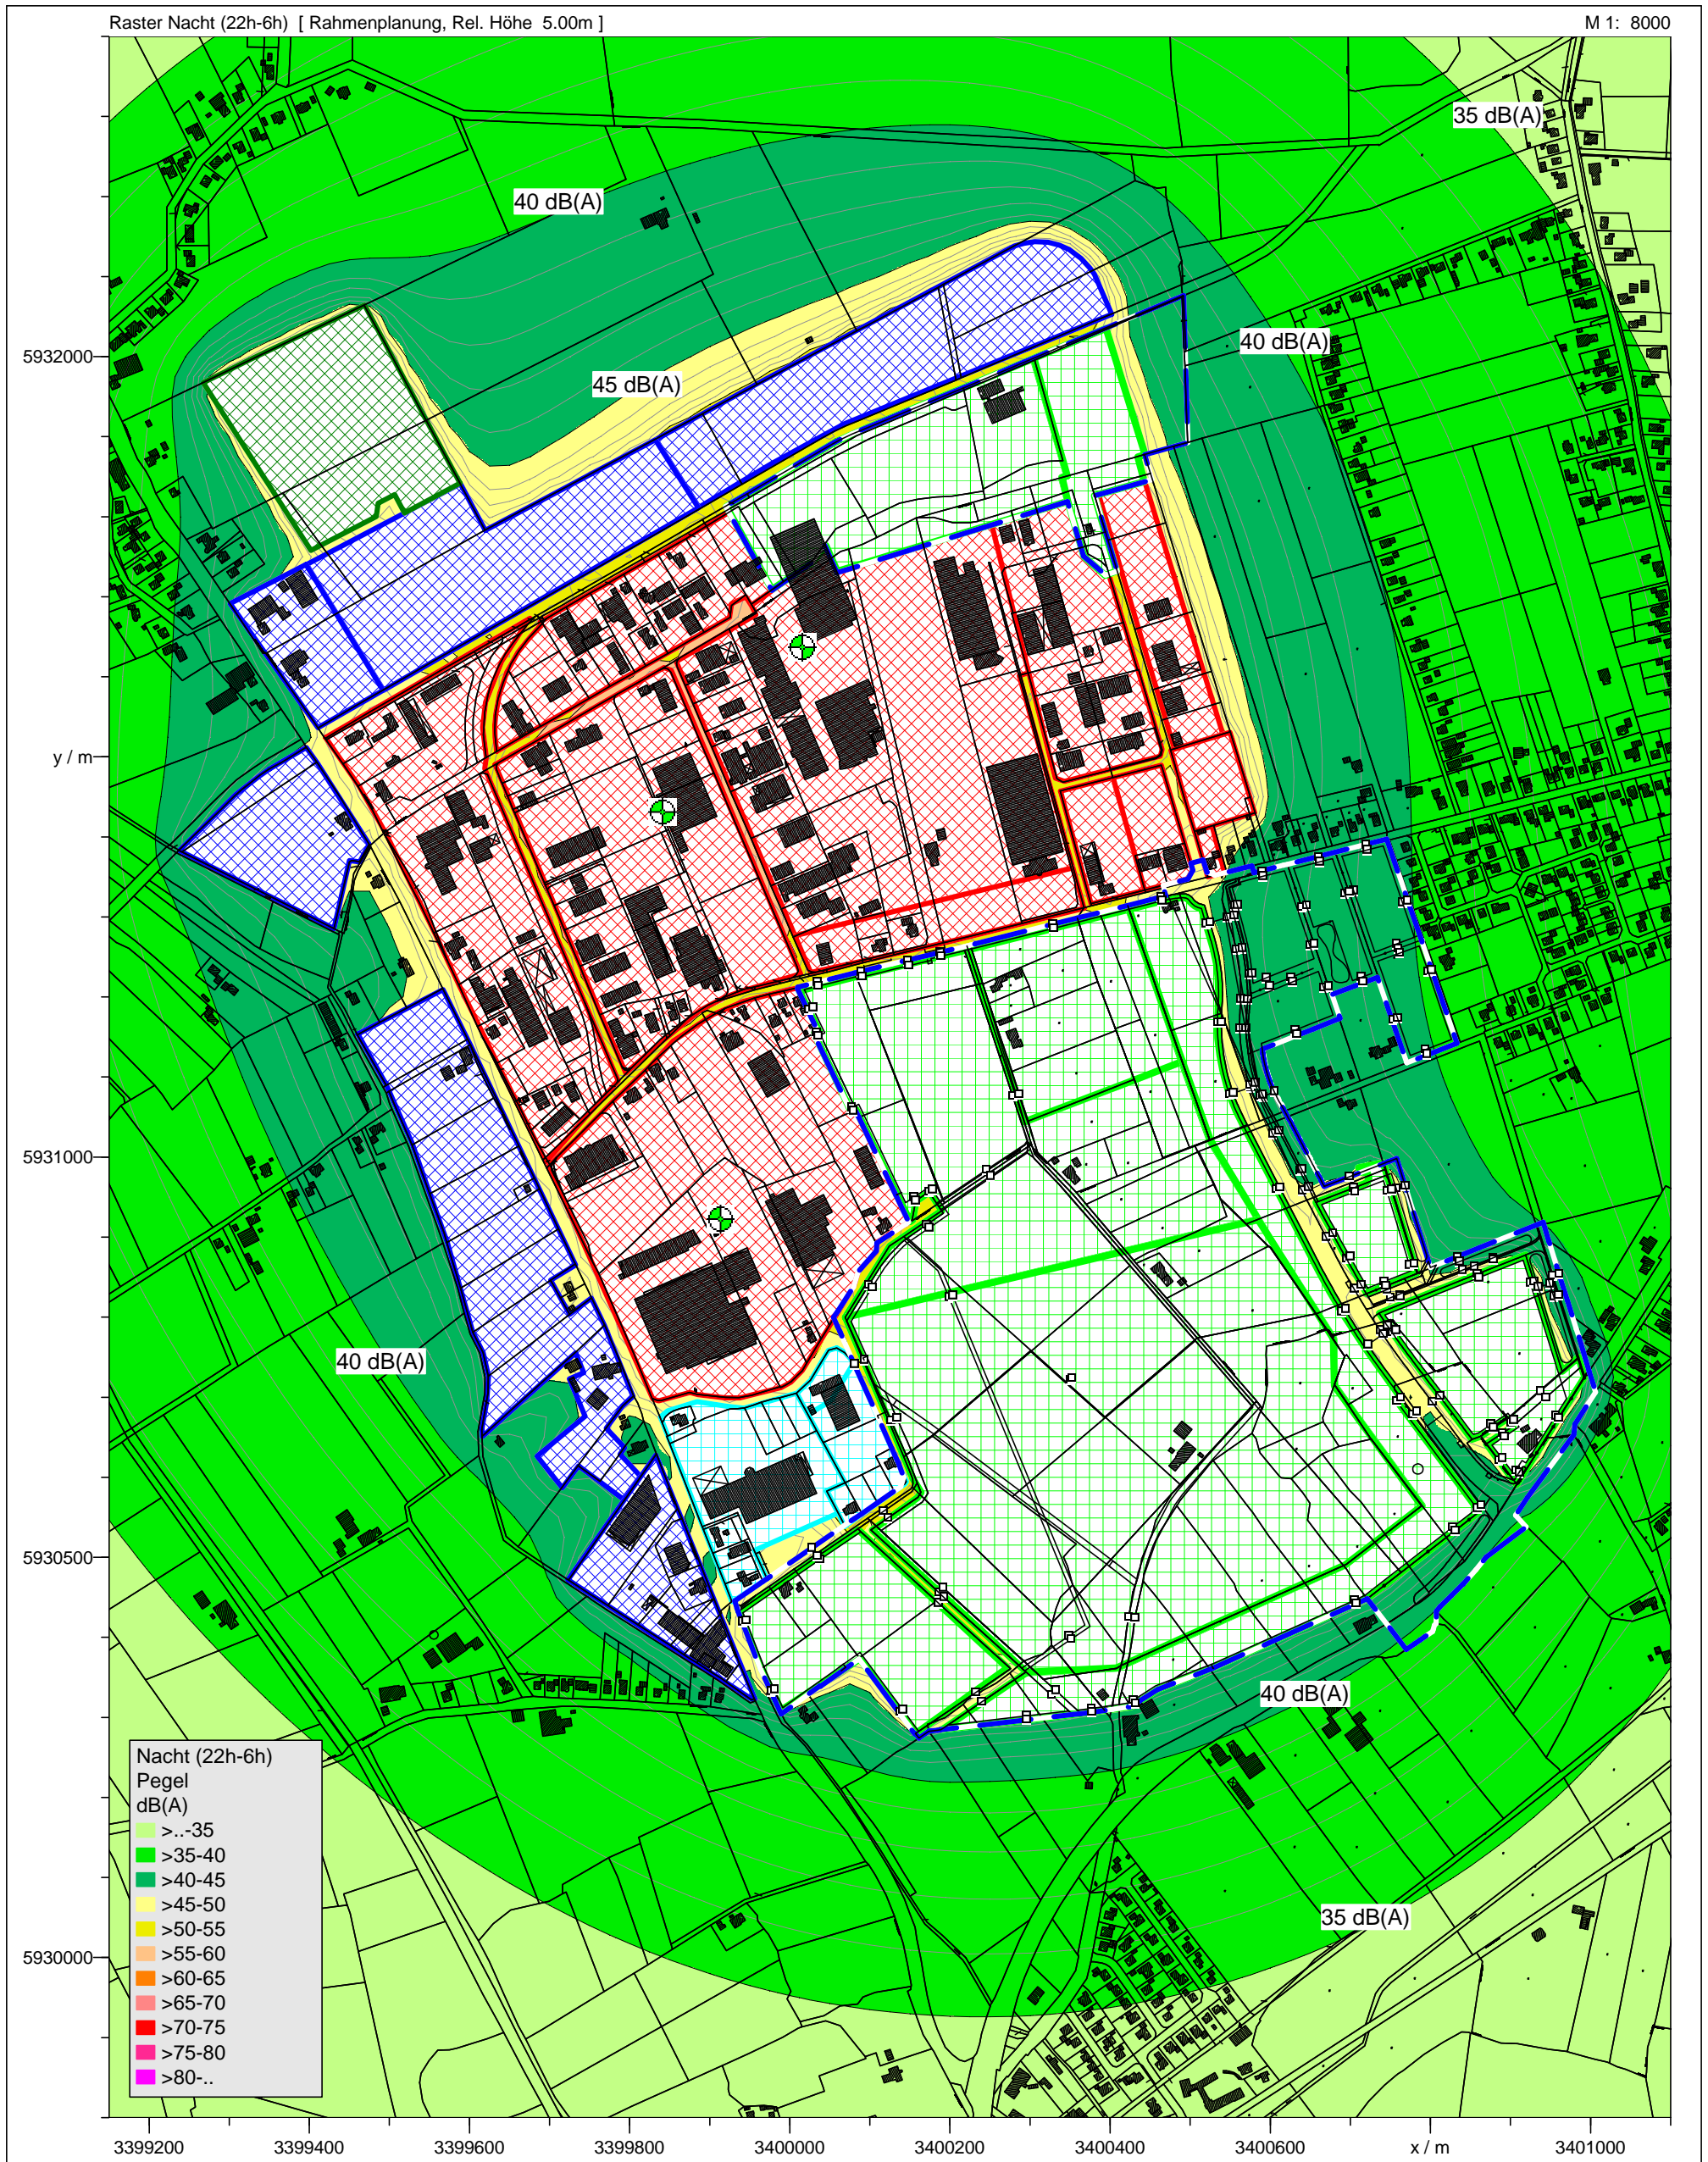 Raster Nacht (22h-6h) [ Rahmenplanung, Rel. Höhe 5.00m ]
M 1: 8000
35 dB(A)
40 dB(A)
40 dB(A)
5932000
45 dB(A)
y / m
5931000
40 dB(A)
5930500
40 dB(A)
35 dB(A)
5930000
Nacht (22h-6h)
Pegel
dB(A)
>..-35
>35-40
>40-45
>45-50
>50-55
>55-60
>60-65
>65-70
>70-75
>75-80
>80-..
3399200 3399400 3399600 3399800 3400000 3400200 3400400 3400600 x / m 3401000